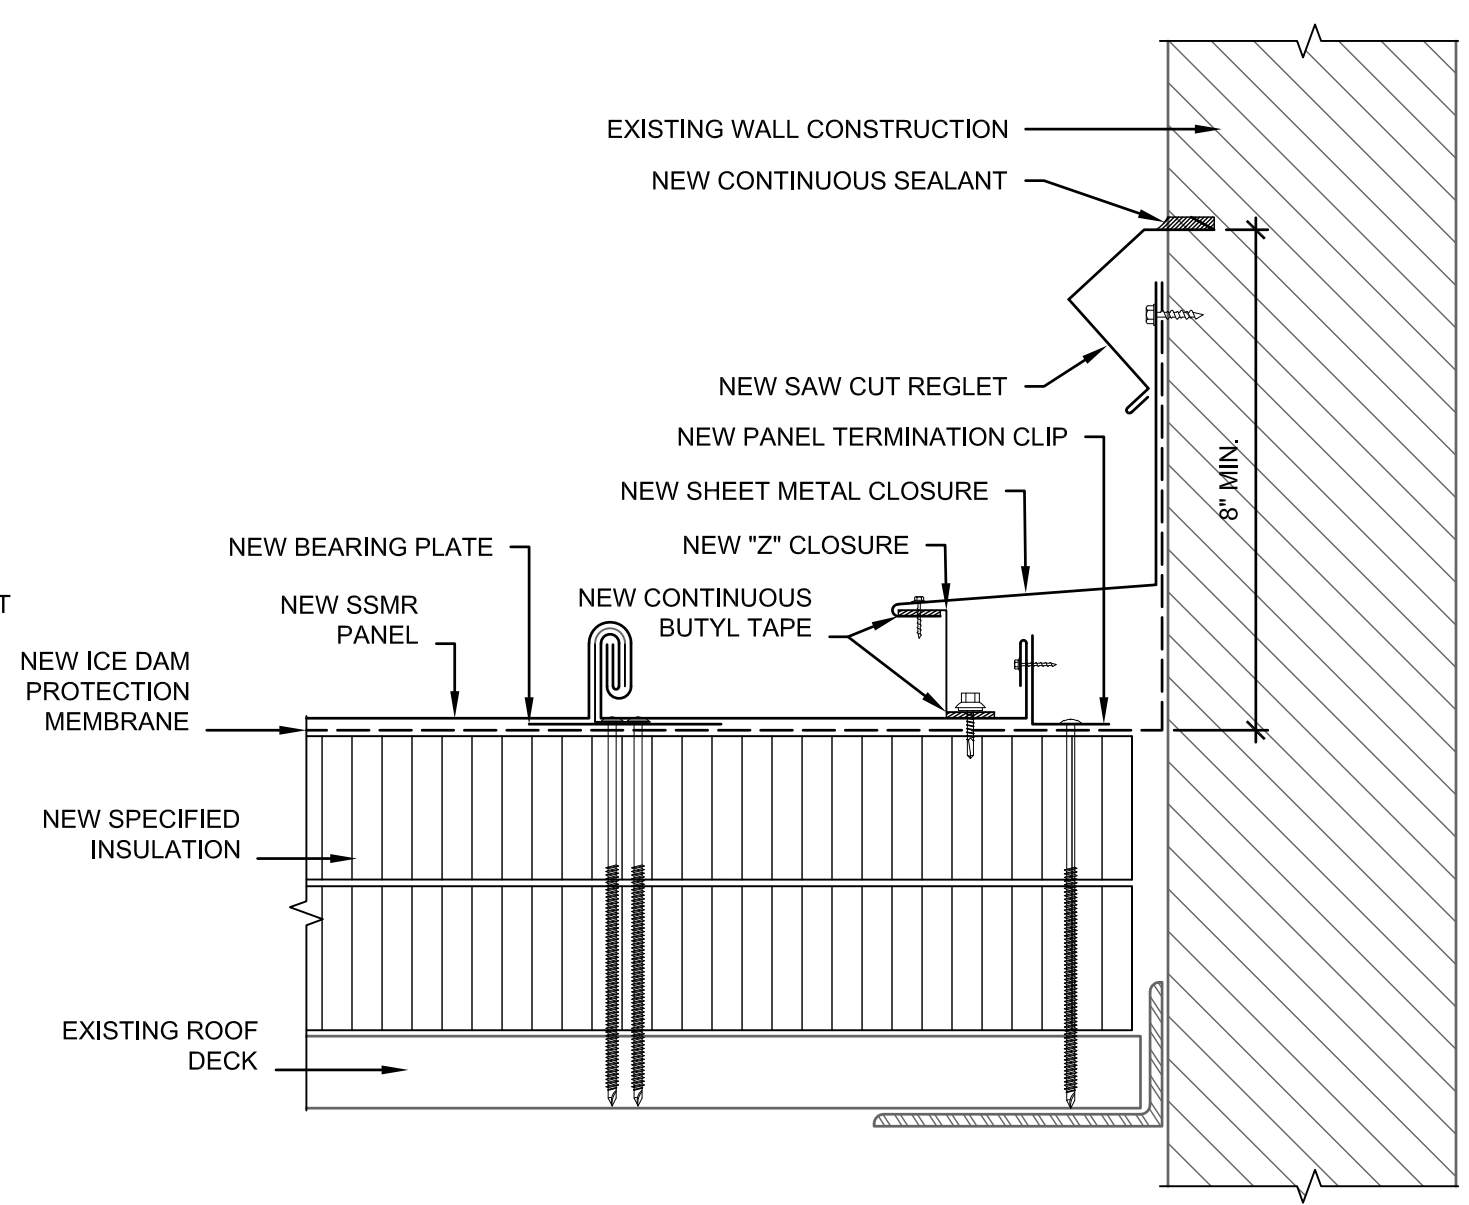 EXISTING WALL CONSTRUCTION
NEW CONTINUOUS SEALANT
NEW SAW CUT REGLET
NEW PANEL TERMINATION CLIP
8" MIN.
NEW SHEET METAL CLOSURE
NEW BEARING PLATE
NEW "Z" CLOSURE
NEW CONTINUOUS
BUTYL TAPE
NEW SSMR
PANEL
T
NEW ICE DAM
PROTECTION
MEMBRANE
NEW SPECIFIED
INSULATION
EXISTING ROOF
DECK